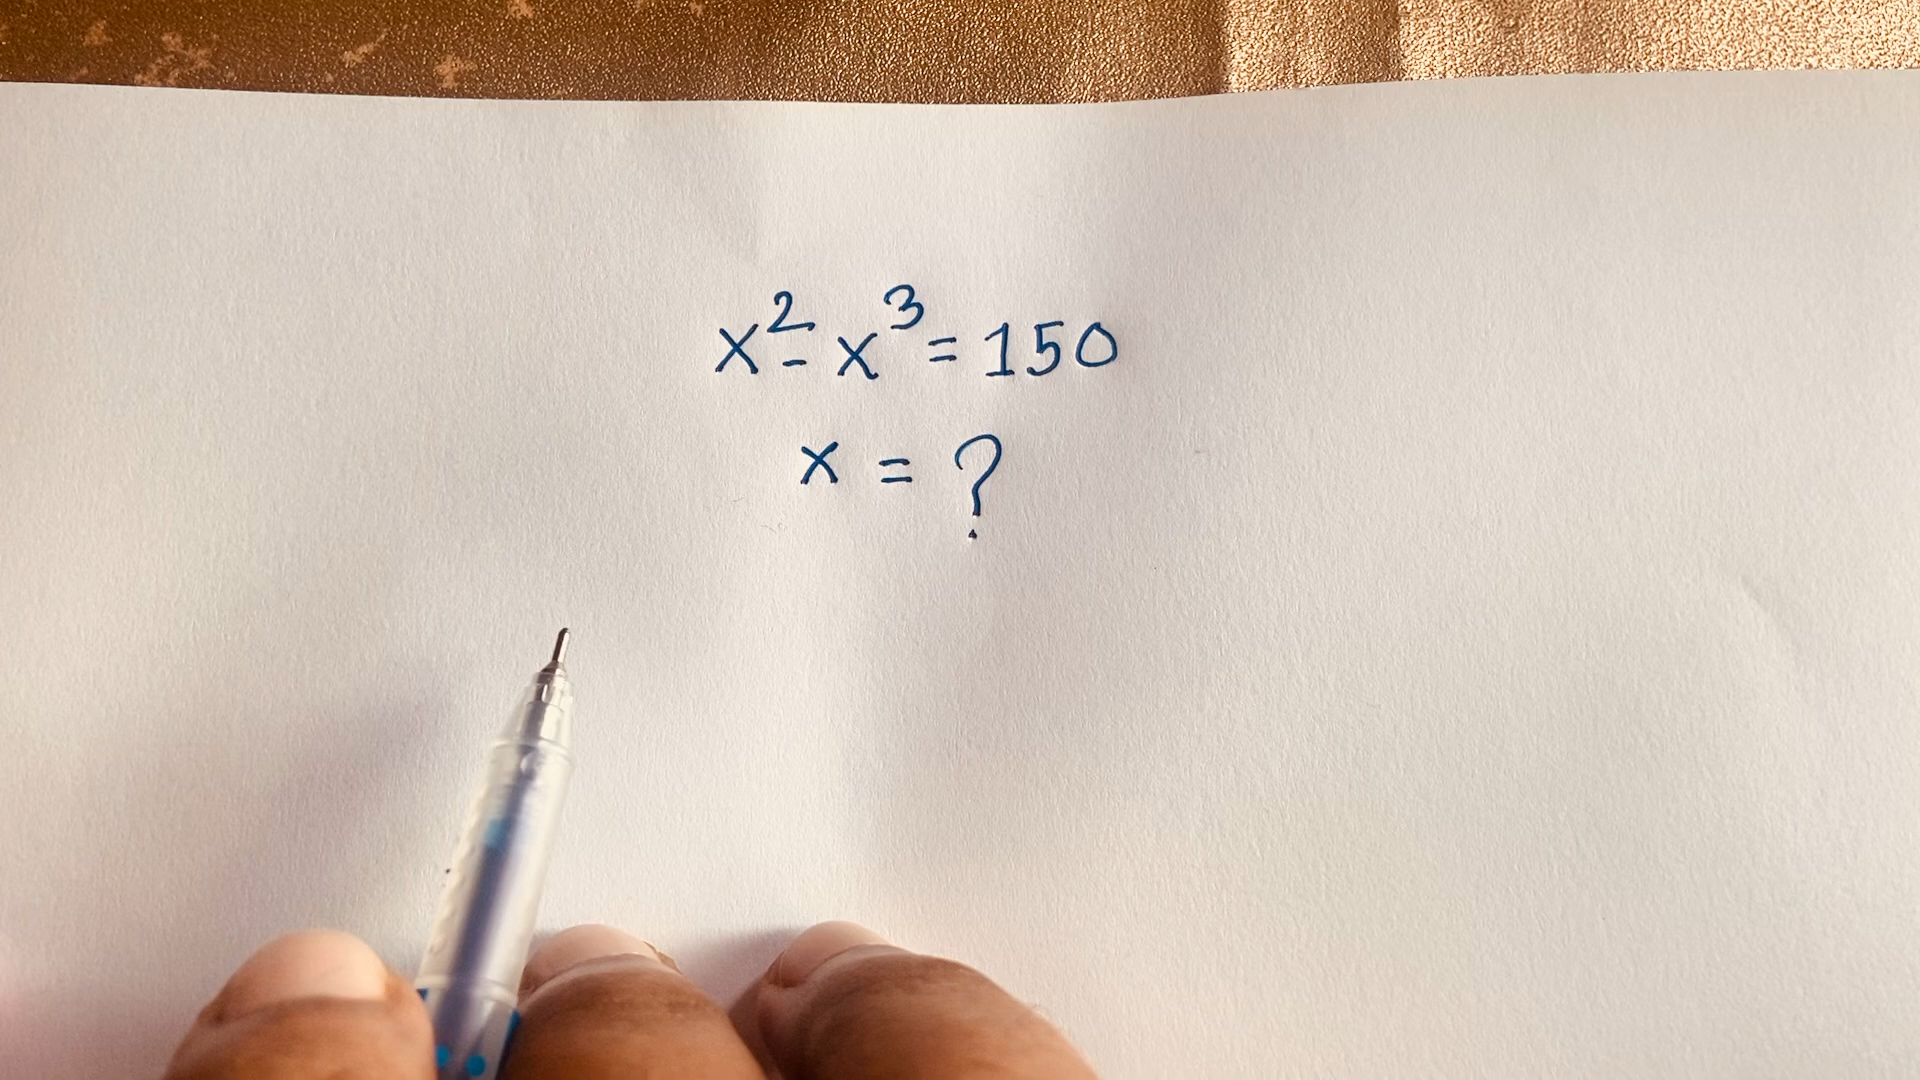 x² - x³ = 150
x = ?